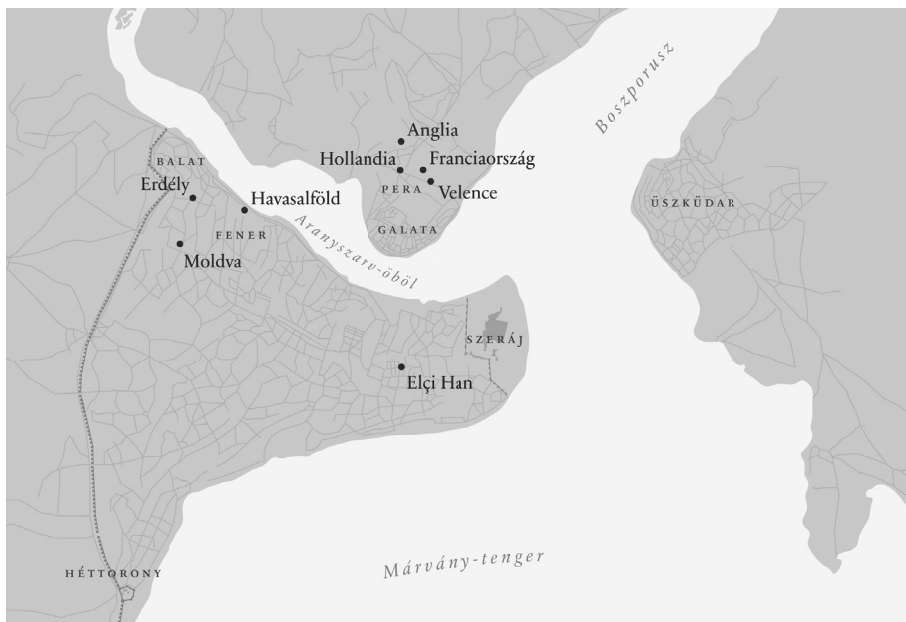 Boszporusz
Anglia
Hollandia
Franciaország
BALAT
PERA
Erdély
Velence
Havasalföld
ÜSZKÜDAR
FENER
Aranyszarv-öböl
GALATA
Moldva
SZERÁJ
Elçi Han
Márvány-tenger
HÉTTORONY